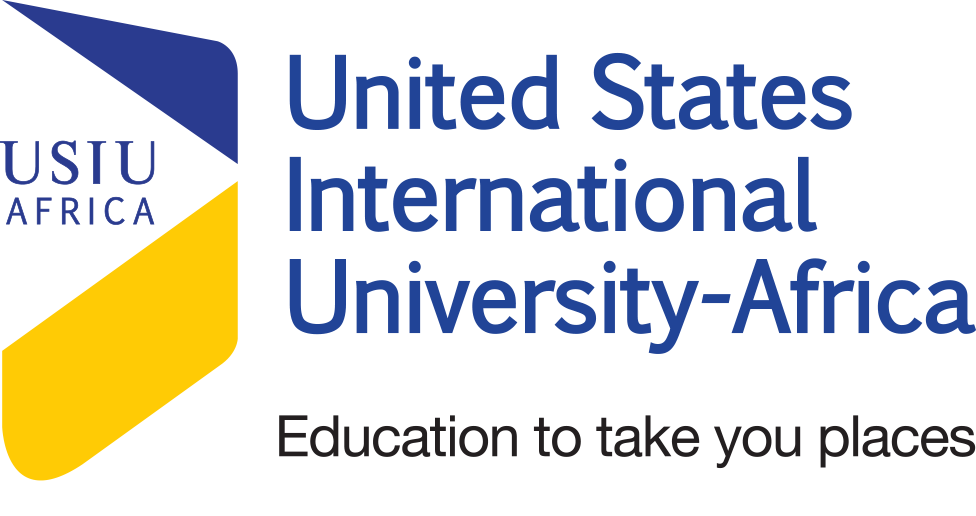 USIU
AFRICA
United States
International
University-Africa
Education to take you places